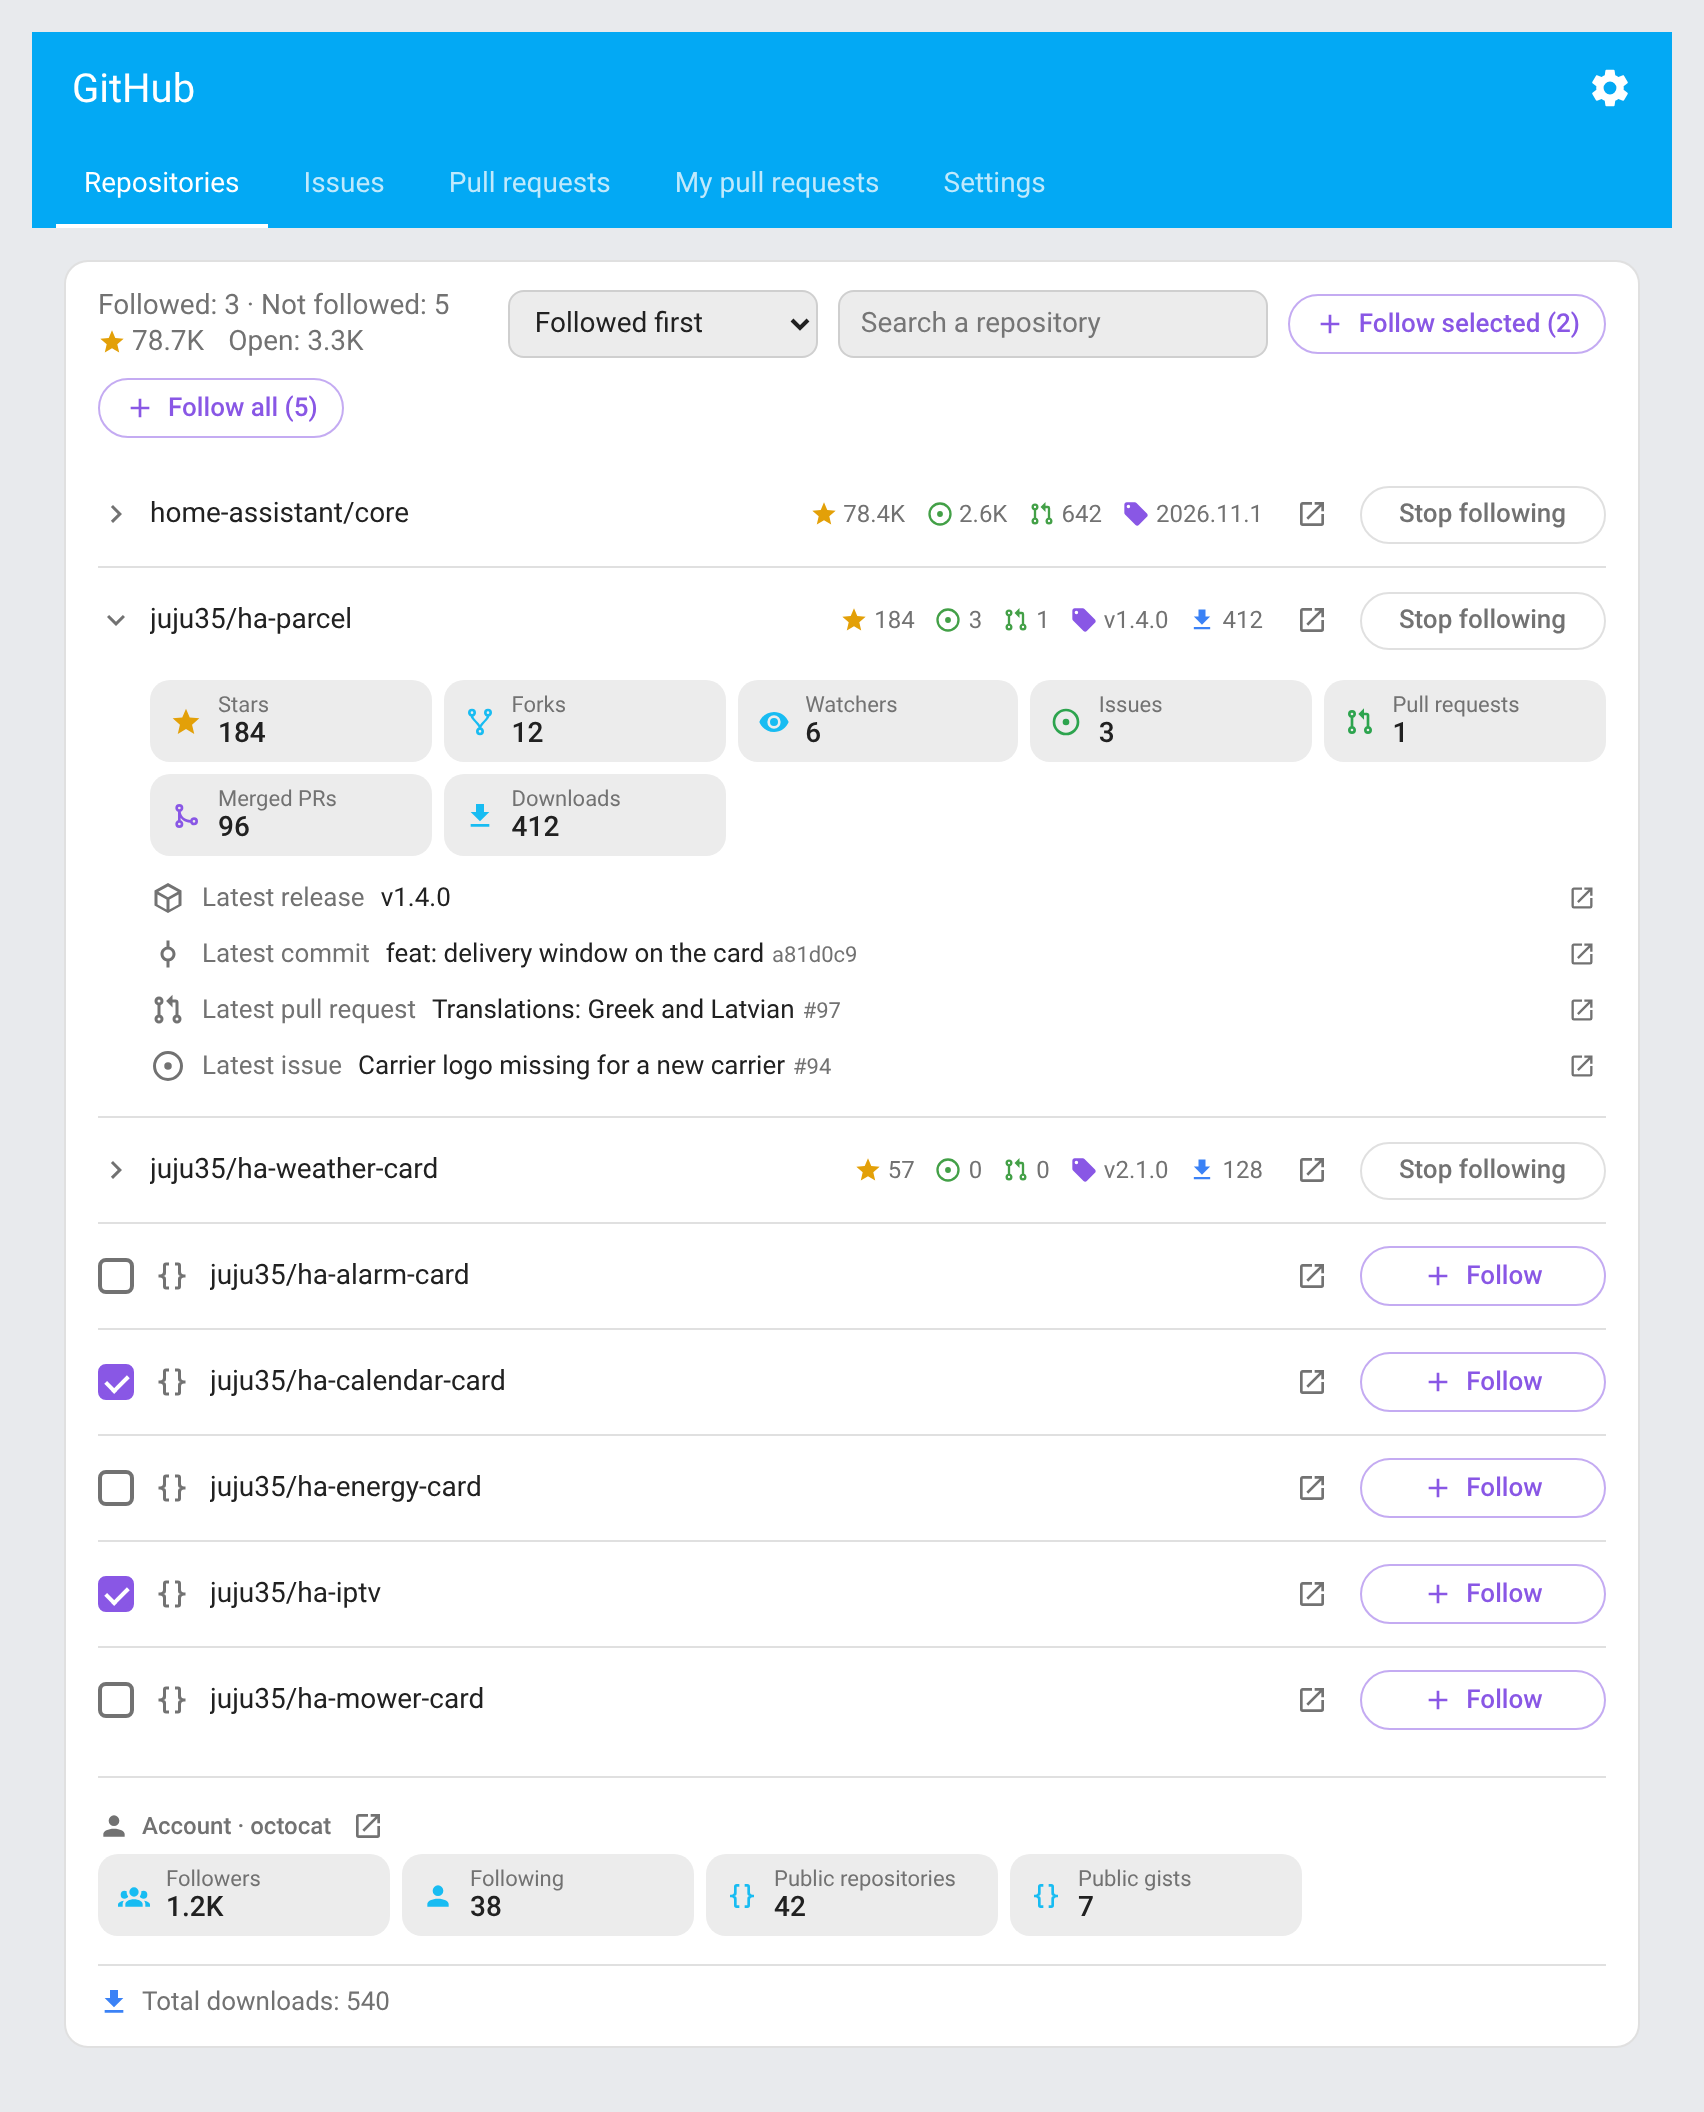 GitHub
Repositories Issues Pull requests My pull requests Settings
Followed: 3 · Not followed: 5
78.7K Open: 3.3K
Followed first
Search a repository
Follow selected (2)
Follow all (5)
home-assistant/core 78.4K 2.6K 642 2026.11.1 Stop following
juju35/ha-parcel 184 3 1 v1.4.0 412 Stop following
Stars
184
Forks
12
Watchers
6
Issues
3
Pull requests
1
Merged PRs
96
Downloads
412
Latest release v1.4.0
Latest commit feat: delivery window on the card a81d0c9
Latest pull request Translations: Greek and Latvian #97
Latest issue Carrier logo missing for a new carrier #94
juju35/ha-weather-card 57 0 0 v2.1.0 128 Stop following
{} juju35/ha-alarm-card Follow
{} juju35/ha-calendar-card Follow
{} juju35/ha-energy-card Follow
{} juju35/ha-iptv Follow
{} juju35/ha-mower-card Follow
Account · octocat
Followers
1.2K
Following
38
Public repositories
42
Public gists
7
Total downloads: 540